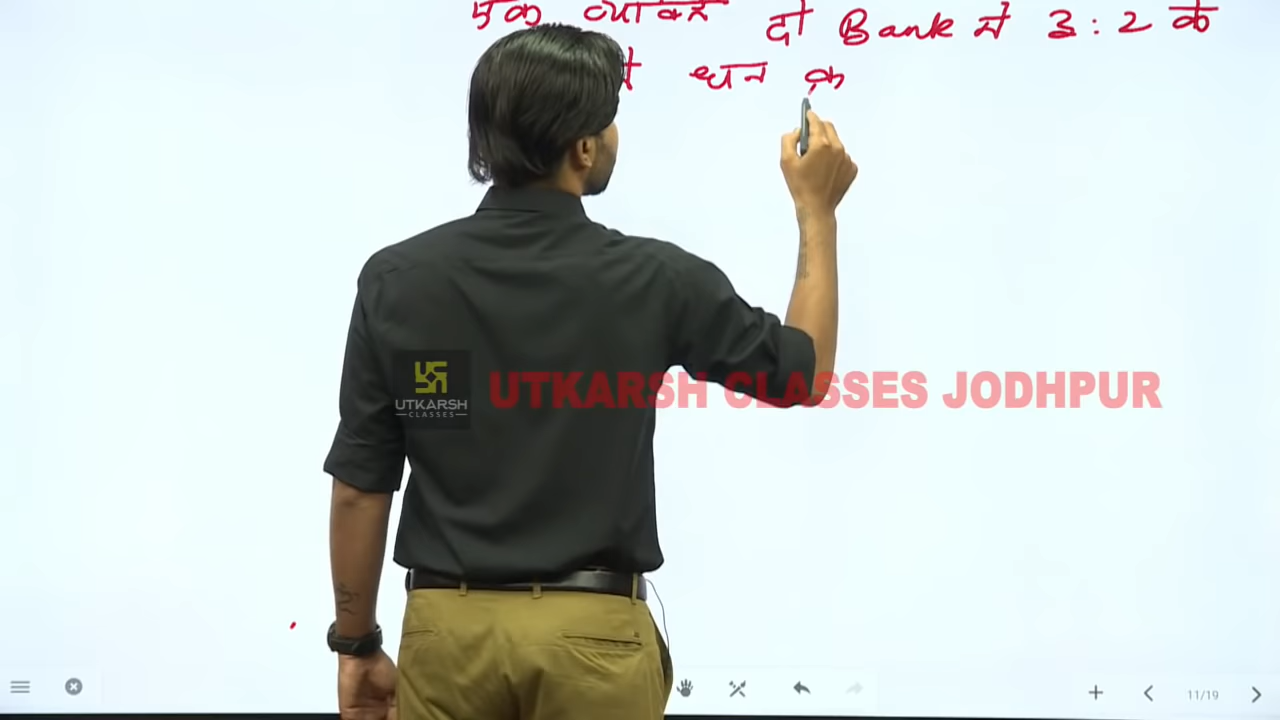 एक व्यक्ति दो Bank में 3 : 2 के
धन क
UTKARSH CLASSES JODHPUR
UTKARSH
CLASSES
11/19